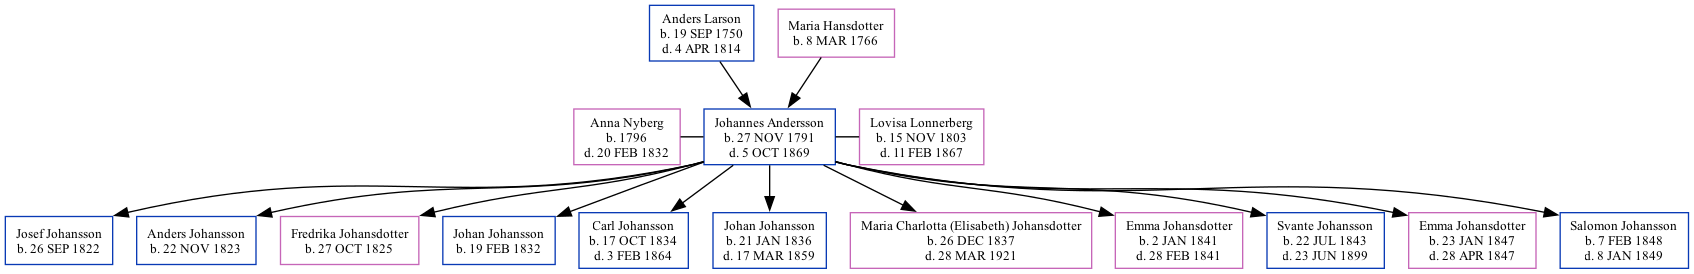 Anders Larson
b. 19 SEP 1750
d. 4 APR 1814
Maria Hansdotter
b. 8 MAR 1766
Anna Nyberg
b. 1796
d. 20 FEB 1832
Johannes Andersson
b. 27 NOV 1791
d. 5 OCT 1869
Lovisa Lonnerberg
b. 15 NOV 1803
d. 11 FEB 1867
Josef Johansson
b. 26 SEP 1822
Anders Johansson
b. 22 NOV 1823
Fredrika Johansdotter
b. 27 OCT 1825
Johan Johansson
b. 19 FEB 1832
Carl Johansson
b. 17 OCT 1834
d. 3 FEB 1864
Johan Johansson
b. 21 JAN 1836
d. 17 MAR 1859
Maria Charlotta (Elisabeth) Johansdotter
b. 26 DEC 1837
d. 28 MAR 1921
Emma Johansdotter
b. 2 JAN 1841
d. 28 FEB 1841
Svante Johansson
b. 22 JUL 1843
d. 23 JUN 1899
Emma Johansdotter
b. 23 JAN 1847
d. 28 APR 1847
Salomon Johansson
b. 7 FEB 1848
d. 8 JAN 1849